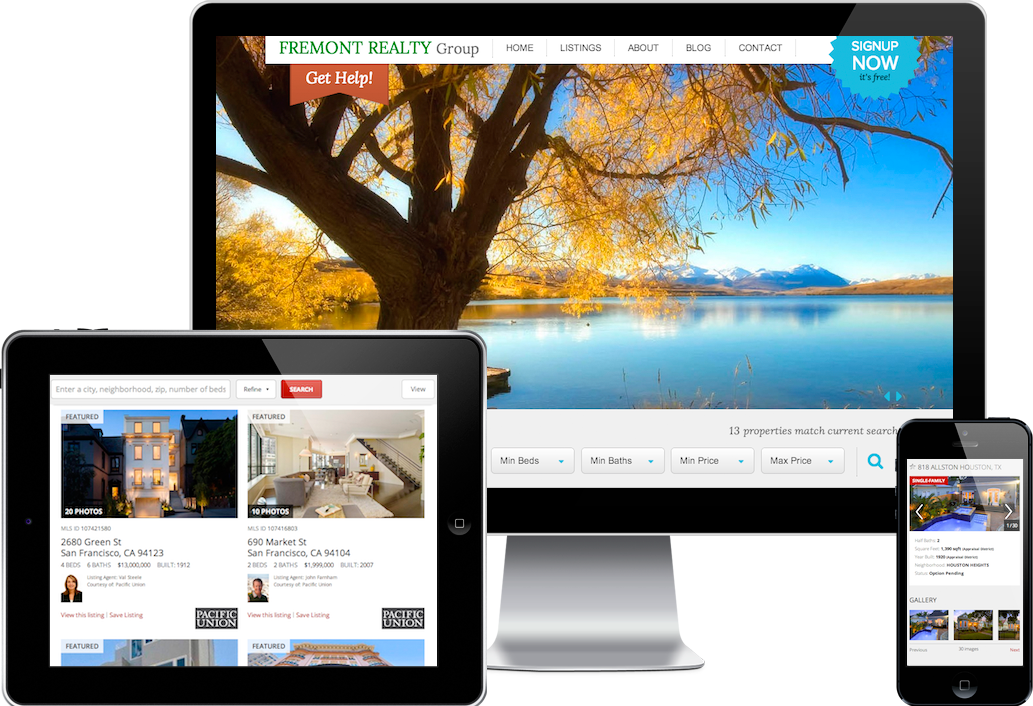 FREMONT REALTY Group
HOME
LISTINGS
ABOUT
BLOG
CONTACT
SIGNUP
NOW
it's free!
Get Help!
13 properties match current search
Min Beds
Min Baths
Min Price
Max Price
Enter a city, neighborhood, zip, number of beds
Refine
SEARCH
View
FEATURED
20 PHOTOS
MLS ID 107421580
2680 Green St
San Francisco, CA 94123
4 BEDS 6 BATHS $13,000,000 BUILT: 1912
Listing Agent: Val Steele
Courtesy of: Pacific Union
View this listing | Save Listing
PACIFIC
UNION
FEATURED
10 PHOTOS
MLS ID 107416803
690 Market St
San Francisco, CA 94104
2 BEDS 2 BATHS $1,999,000 BUILT: 2007
Listing Agent: John Farnham
Courtesy of: Pacific Union
View this listing | Save Listing
PACIFIC
UNION
FEATURED
FEATURED
818 ALLSTON HOUSTON, TX
SINGLE-FAMILY
1 / 30
Half Baths: 2
Square Feet: 1,390 sqft (Appraisal District)
Year Built: 1920 (Appraisal District)
Neighborhood: HOUSTON HEIGHTS
Status: Option Pending
GALLERY
Previous
30 images
Next